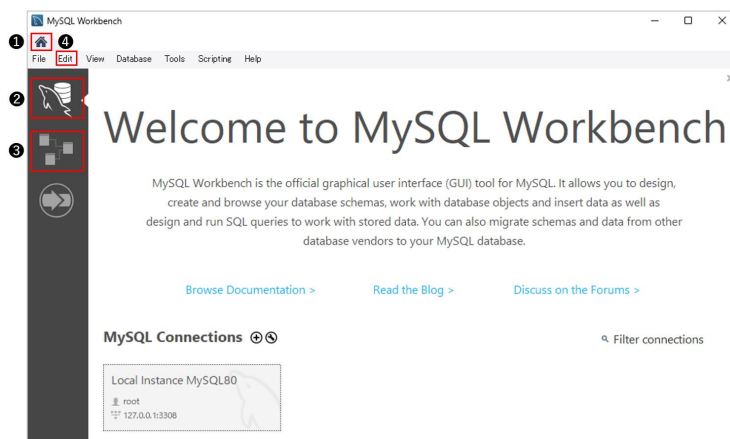 MySQL Workbench
❶ ❹
File Edit View Database Tools Scripting Help
❷
❸
Welcome to MySQL Workbench
MySQL Workbench is the official graphical user interface (GUI) tool for MySQL. It allows you to design,
create and browse your database schemas, work with database objects and insert data as well as
design and run SQL queries to work with stored data. You can also migrate schemas and data from other
database vendors to your MySQL database.
Browse Documentation > Read the Blog > Discuss on the Forums >
MySQL Connections Filter connections
Local Instance MySQL80
root
127.0.0.1:3308